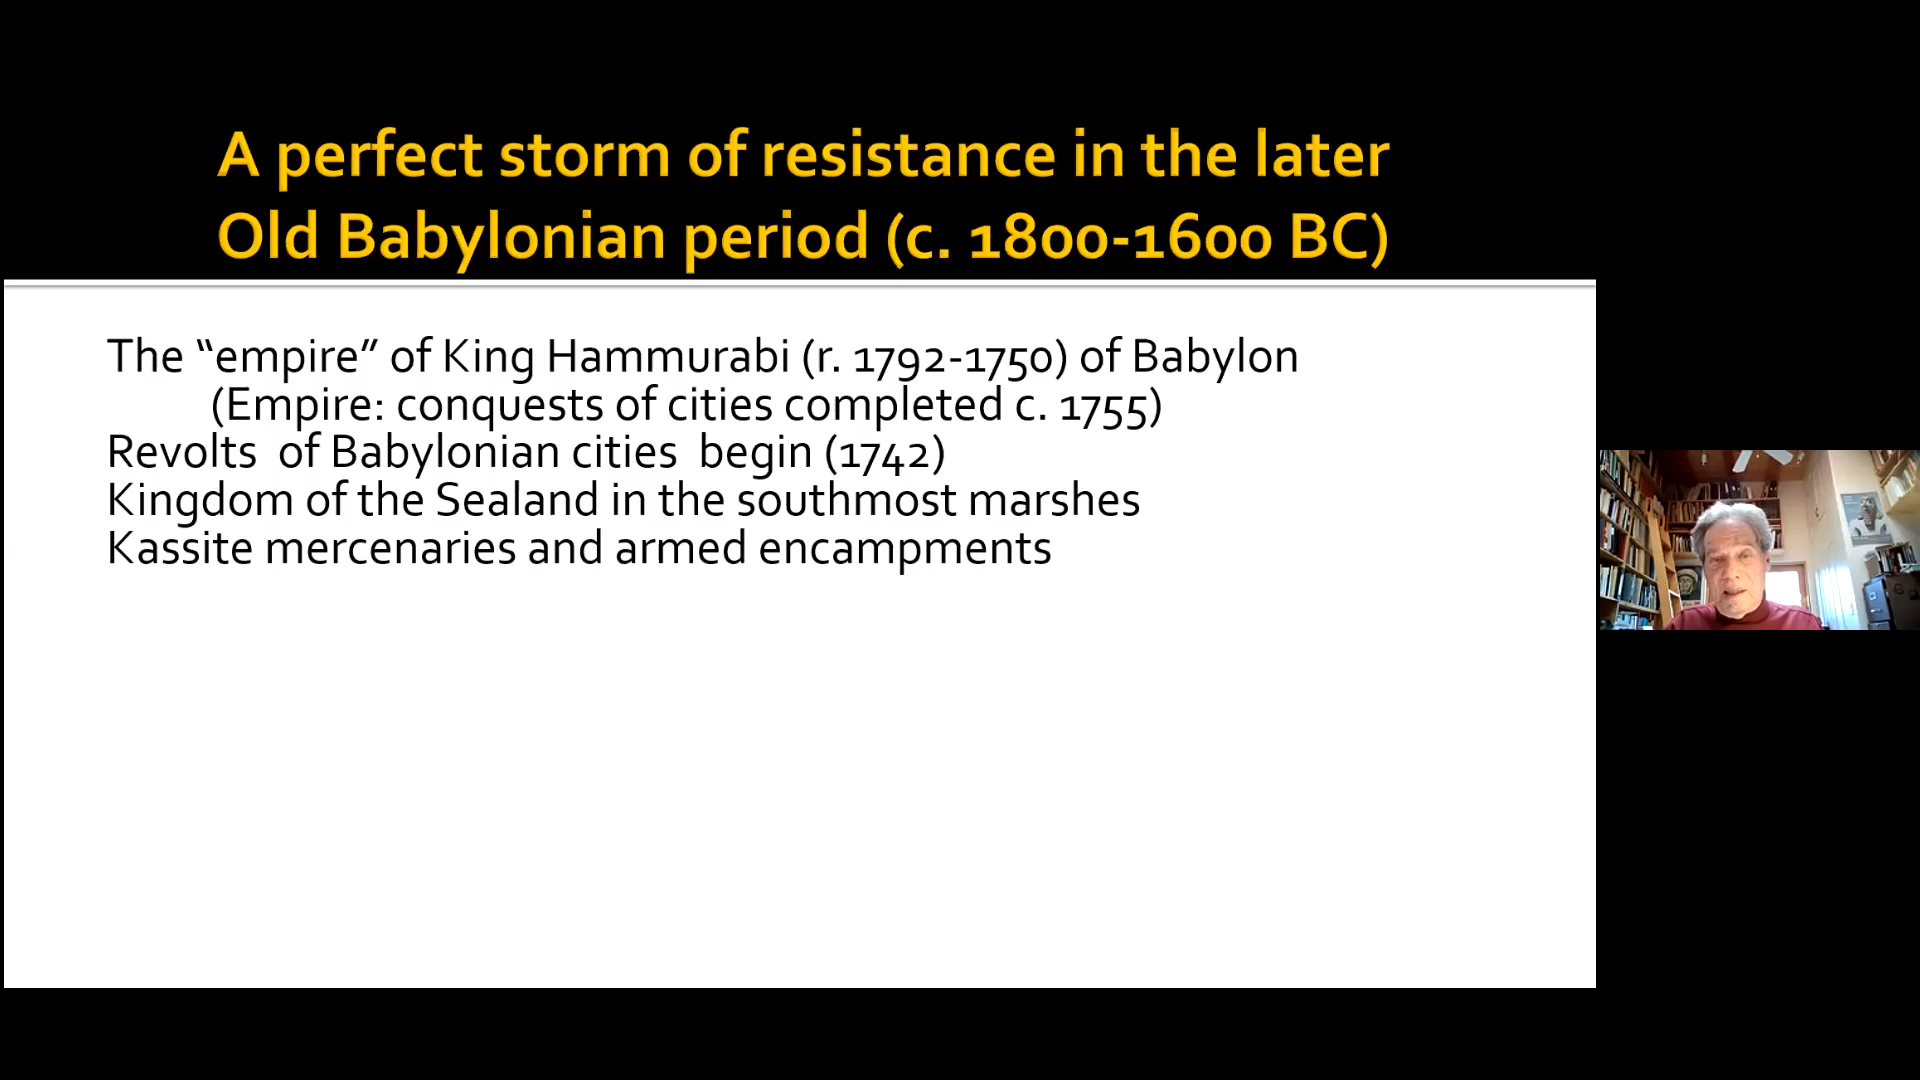 A perfect storm of resistance in the later
Old Babylonian period (c. 1800-1600 BC)
The “empire” of King Hammurabi (r. 1792-1750) of Babylon
(Empire: conquests of cities completed c. 1755)
Revolts  of Babylonian cities  begin (1742)
Kingdom of the Sealand in the southmost marshes
Kassite mercenaries and armed encampments